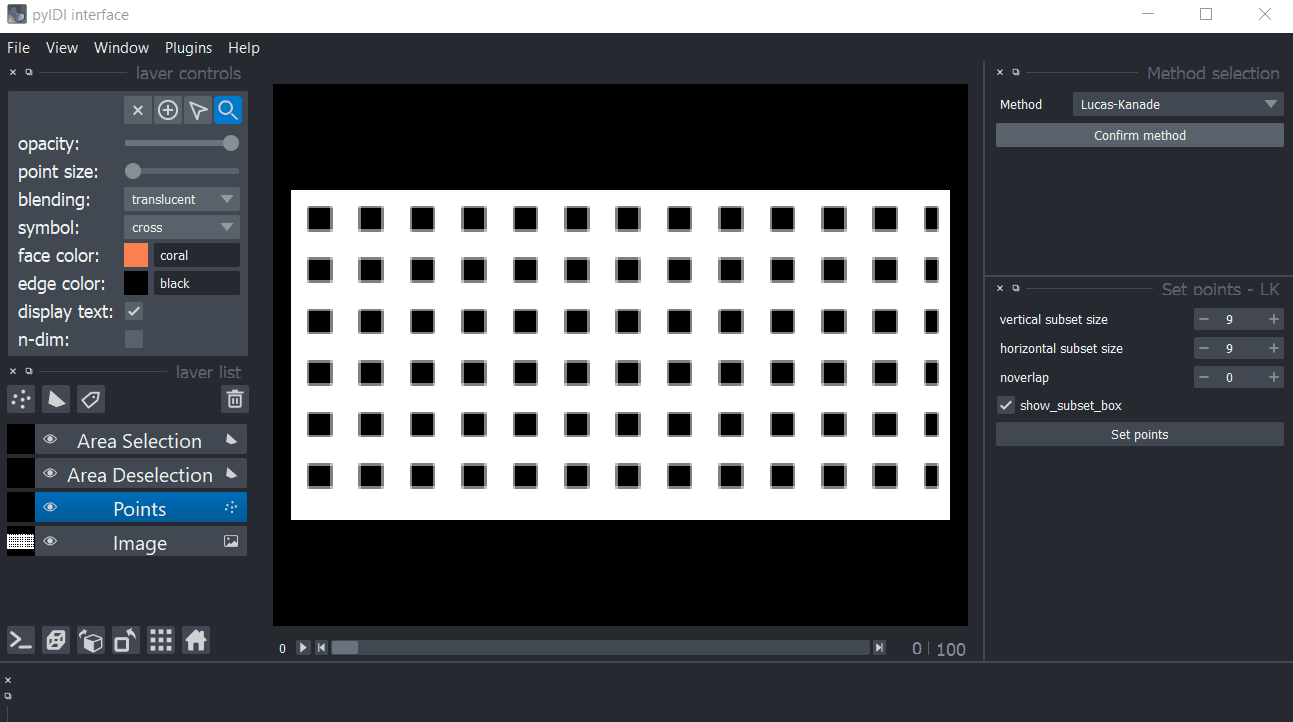 pyIDI interface
File View Window Plugins Help
layer controls
opacity:
point size:
blending: translucent
symbol: cross
face color: coral
edge color: black
display text:
n-dim:
layer list
Area Selection
Area Deselection
Points
Image
0
0 | 100
Method selection
Method Lucas-Kanade
Confirm method
Set points - LK
vertical subset size 9
horizontal subset size 9
noverlap 0
show_subset_box
Set points